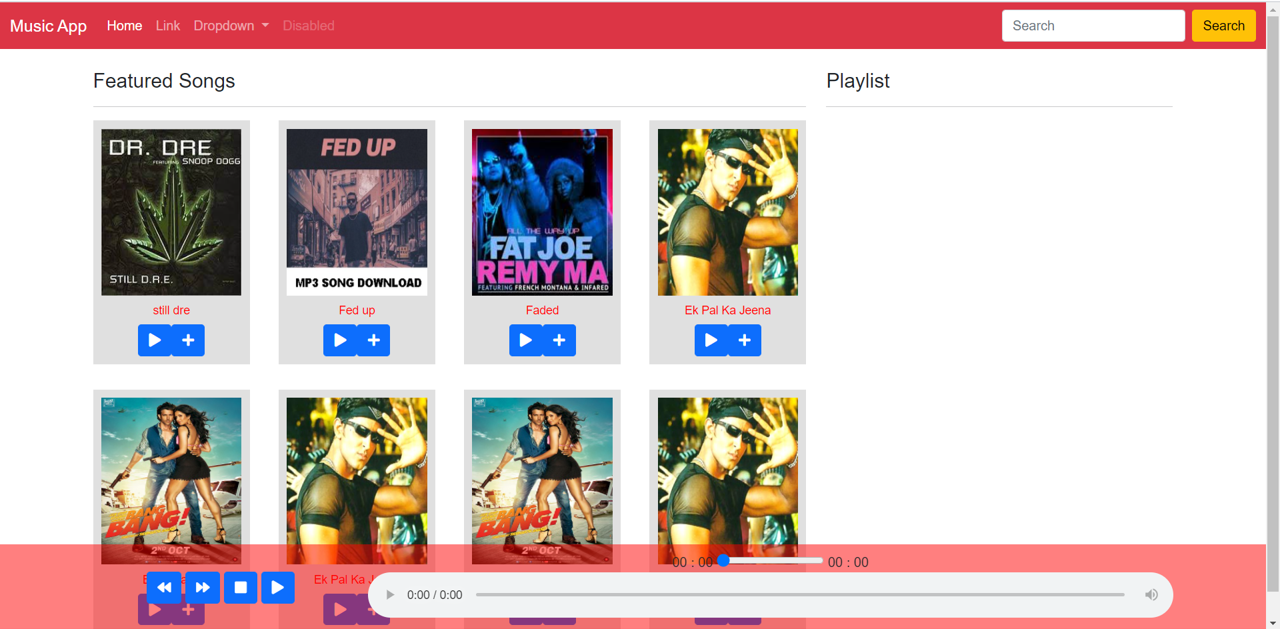 Music App Home Link Dropdown Disabled Search Search
Featured Songs
Playlist
DR. DRE
FEATURING SNOOP DOGG
STILL D.R.E.
FED UP
MP3 SONG DOWNLOAD
ALL THE WAY UP
FAT JOE
REMY MA
FEATURING FRENCH MONTANA & INFARED
still dre
Fed up
Faded
Ek Pal Ka Jeena
BANG
BANG!
2ND OCT
BANG
BANG!
2ND OCT
00 : 00 00 : 00
Ek Pal Ka J
0:00 / 0:00